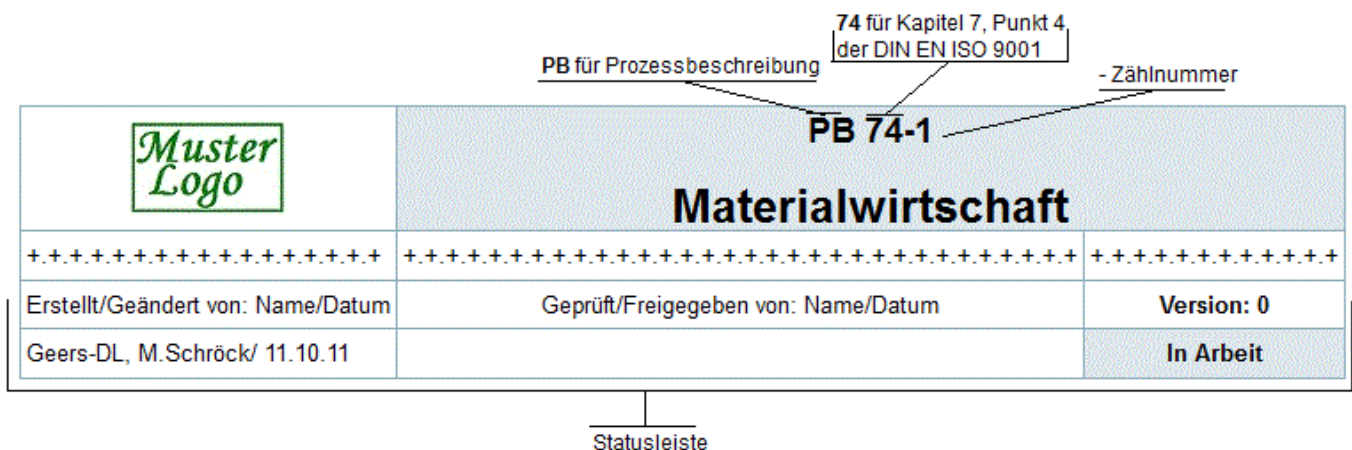 74 für Kapitel 7, Punkt 4
der DIN EN ISO 9001
PB für Prozessbeschreibung
- Zählnummer
Muster
Logo
PB 74-1
Materialwirtschaft
+.+.+.+.+.+.+.+.+.+.+.+.+.+.+.+.+ +.+.+.+.+.+.+.+.+.+.+.+.+.+.+.+.+.+.+.+.+.+.+.+.+.+.+.+.+.+.+.+ +.+.+.+.+.+.+.+.+.+.+.+
Erstellt/Geändert von: Name/Datum Geprüft/Freigegeben von: Name/Datum Version: 0
Geers-DL, M.Schröck/ 11.10.11 In Arbeit
Statusleiste